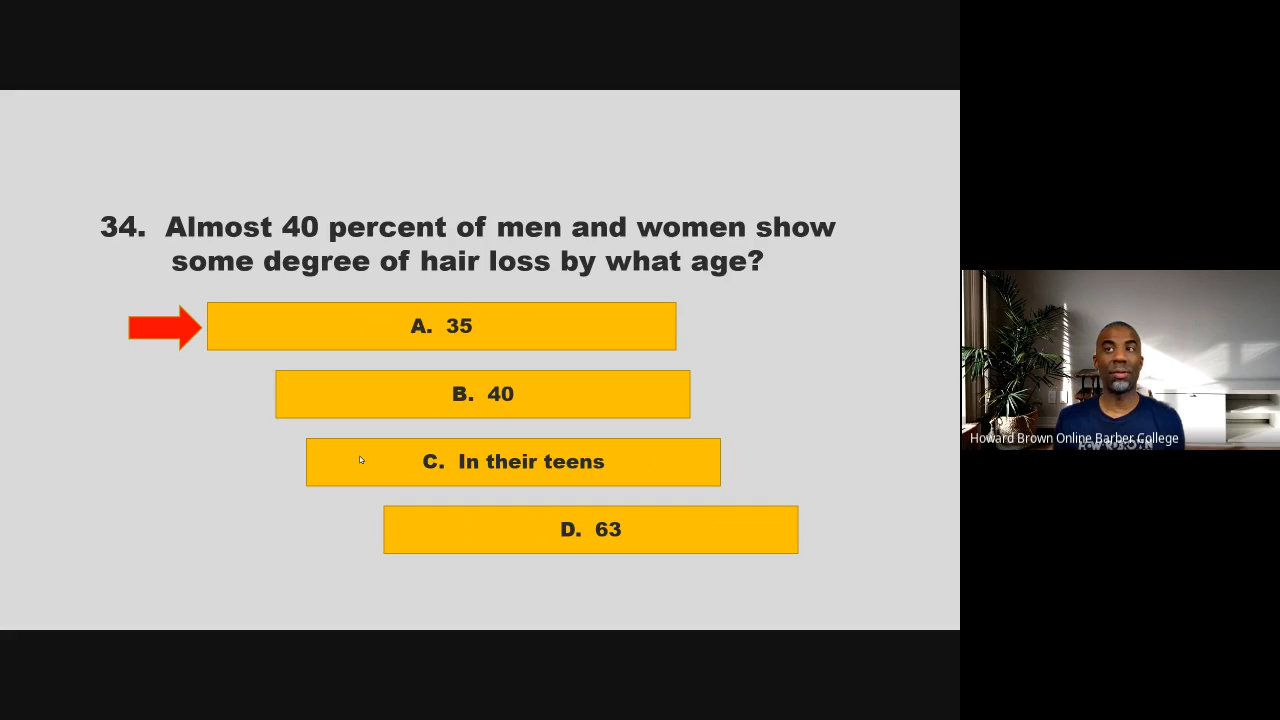 34. Almost 40 percent of men and women show
some degree of hair loss by what age?
A. 35
B. 40
C. In their teens
D. 63
Howard Brown Online Barber College